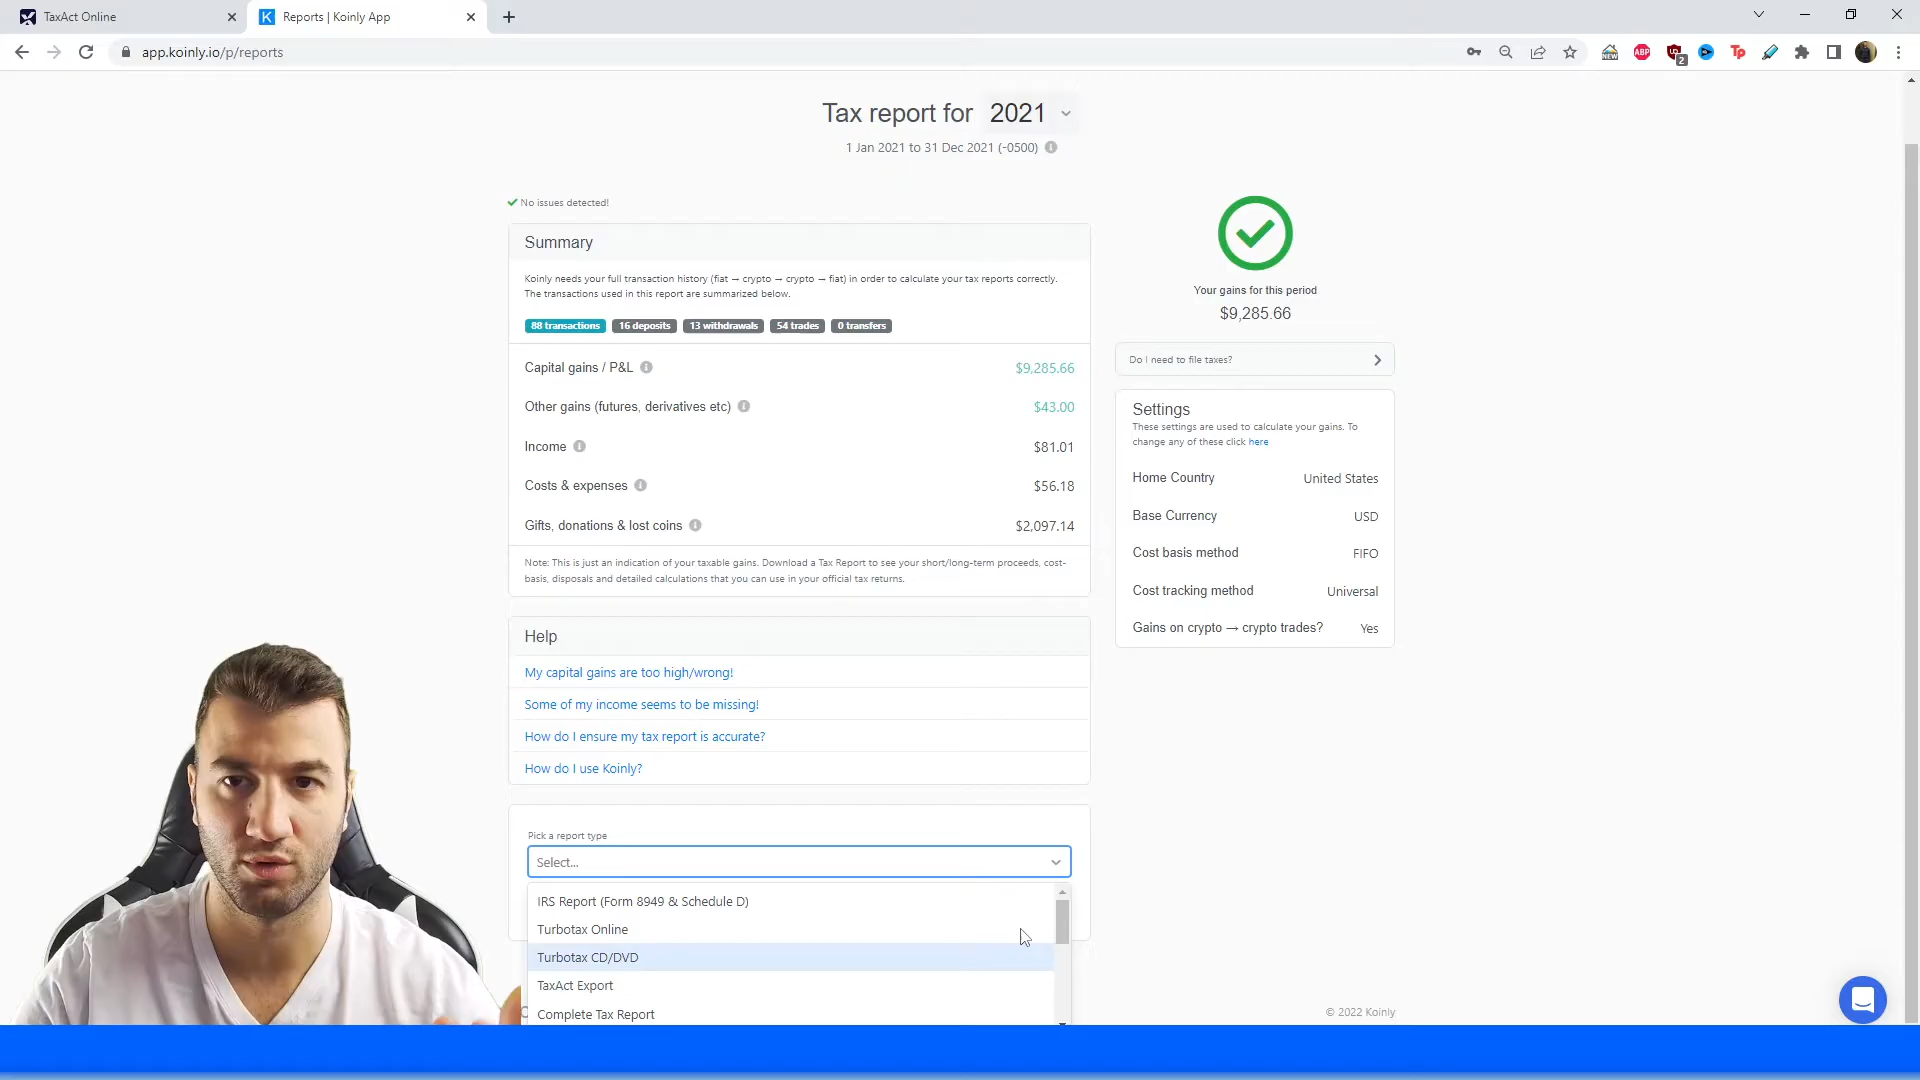 TaxAct Online
Reports | Koinly App
app.koinly.io/p/reports
NEW
ABP
2
Tp
Tax report for 2021
1 Jan 2021 to 31 Dec 2021 (-0500)
No issues detected!
Summary
Koinly needs your full transaction history (fiat → crypto → crypto → fiat) in order to calculate your tax reports correctly.
The transactions used in this report are summarized below.
88 transactions 16 deposits 13 withdrawals 54 trades 0 transfers
Capital gains / P&L $9,285.66
Other gains (futures, derivatives etc) $43.00
Income $81.01
Costs & expenses $56.18
Gifts, donations & lost coins $2,097.14
Note: This is just an indication of your taxable gains. Download a Tax Report to see your short/long-term proceeds, cost-
basis, disposals and detailed calculations that you can use in your official tax returns.
Help
My capital gains are too high/wrong!
Some of my income seems to be missing!
How do I ensure my tax report is accurate?
How do I use Koinly?
Pick a report type
Select...
IRS Report (Form 8949 & Schedule D)
Turbotax Online
Turbotax CD/DVD
TaxAct Export
Complete Tax Report
Your gains for this period
$9,285.66
Do I need to file taxes?
Settings
These settings are used to calculate your gains. To
change any of these click here
Home Country United States
Base Currency USD
Cost basis method FIFO
Cost tracking method Universal
Gains on crypto → crypto trades? Yes
© 2022 Koinly